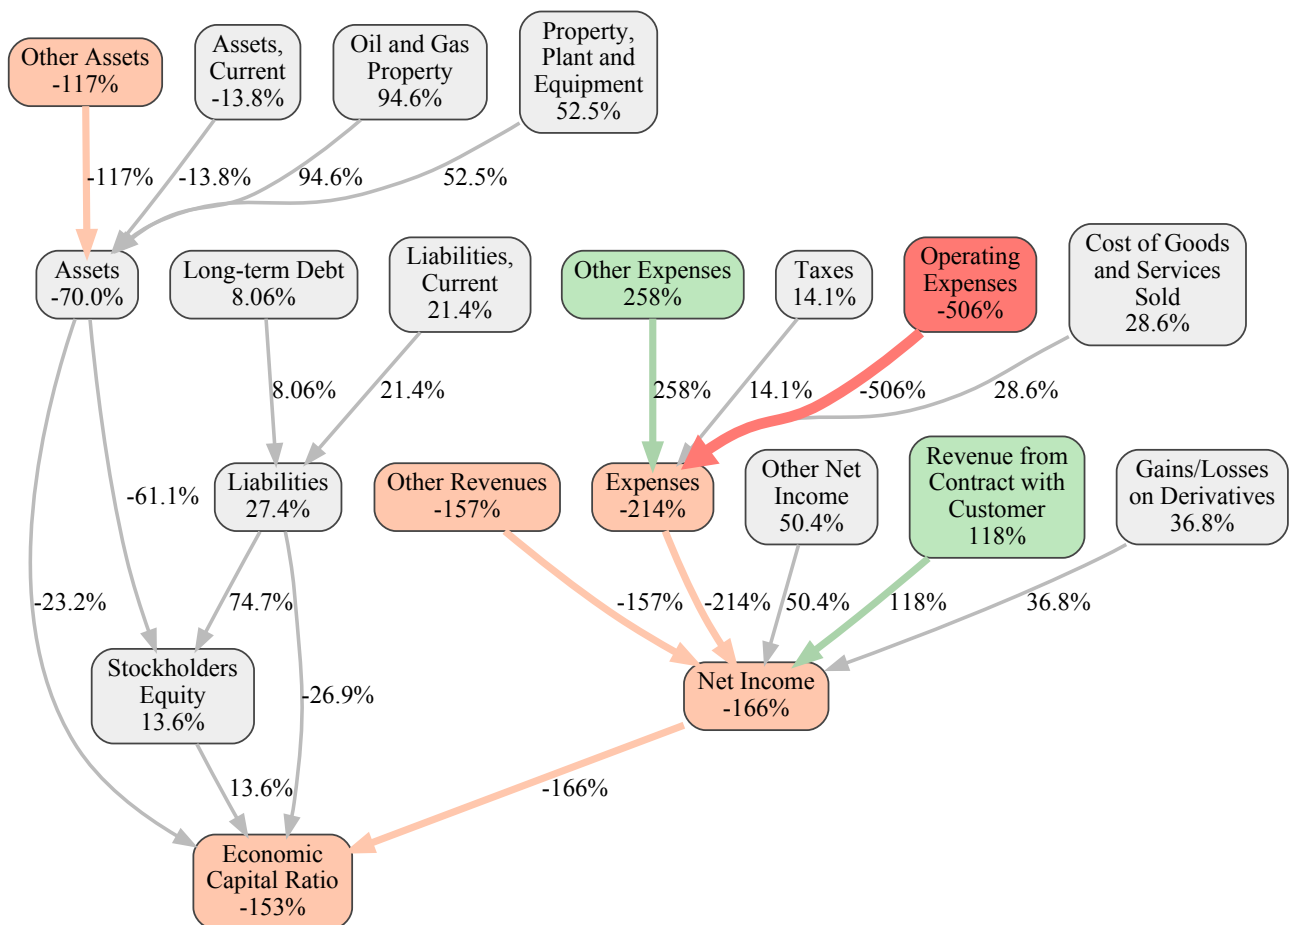 Other Assets
-117%
Assets,
Current
-13.8%
Oil and Gas
Property
94.6%
Property,
Plant and
Equipment
52.5%
-117%
-13.8%
94.6%
52.5%
Assets
-70.0%
Long-term Debt
8.06%
Liabilities,
Current
21.4%
Other Expenses
258%
Taxes
14.1%
Operating
Expenses
-506%
Cost of Goods
and Services
Sold
28.6%
8.06%
21.4%
258%
14.1%
-506%
28.6%
-61.1%
Liabilities
27.4%
Other Revenues
-157%
Expenses
-214%
Other Net
Income
50.4%
Revenue from
Contract with
Customer
118%
Gains/Losses
on Derivatives
36.8%
-23.2%
74.7%
-157%
-214%
50.4%
118%
36.8%
Stockholders
Equity
13.6%
-26.9%
Net Income
-166%
13.6%
-166%
Economic
Capital Ratio
-153%